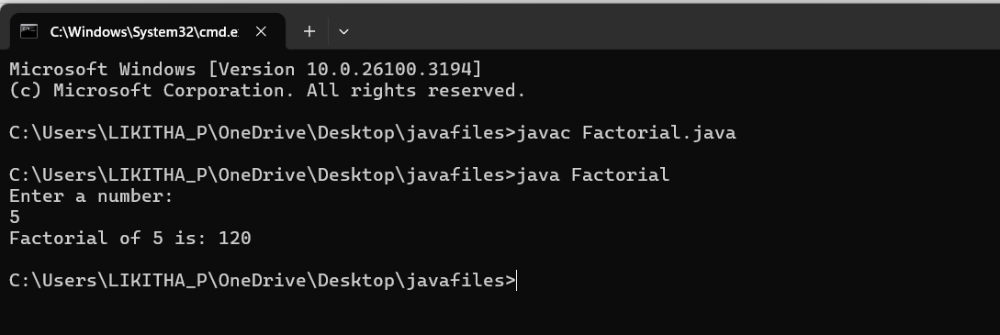 C:\Windows\System32\cmd.e
Microsoft Windows [Version 10.0.26100.3194]
(c) Microsoft Corporation. All rights reserved.
C:\Users\LIKITHA_P\OneDrive\Desktop\javafiles>javac Factorial.java
C:\Users\LIKITHA_P\OneDrive\Desktop\javafiles>java Factorial
Enter a number:
5
Factorial of 5 is: 120
C:\Users\LIKITHA_P\OneDrive\Desktop\javafiles>